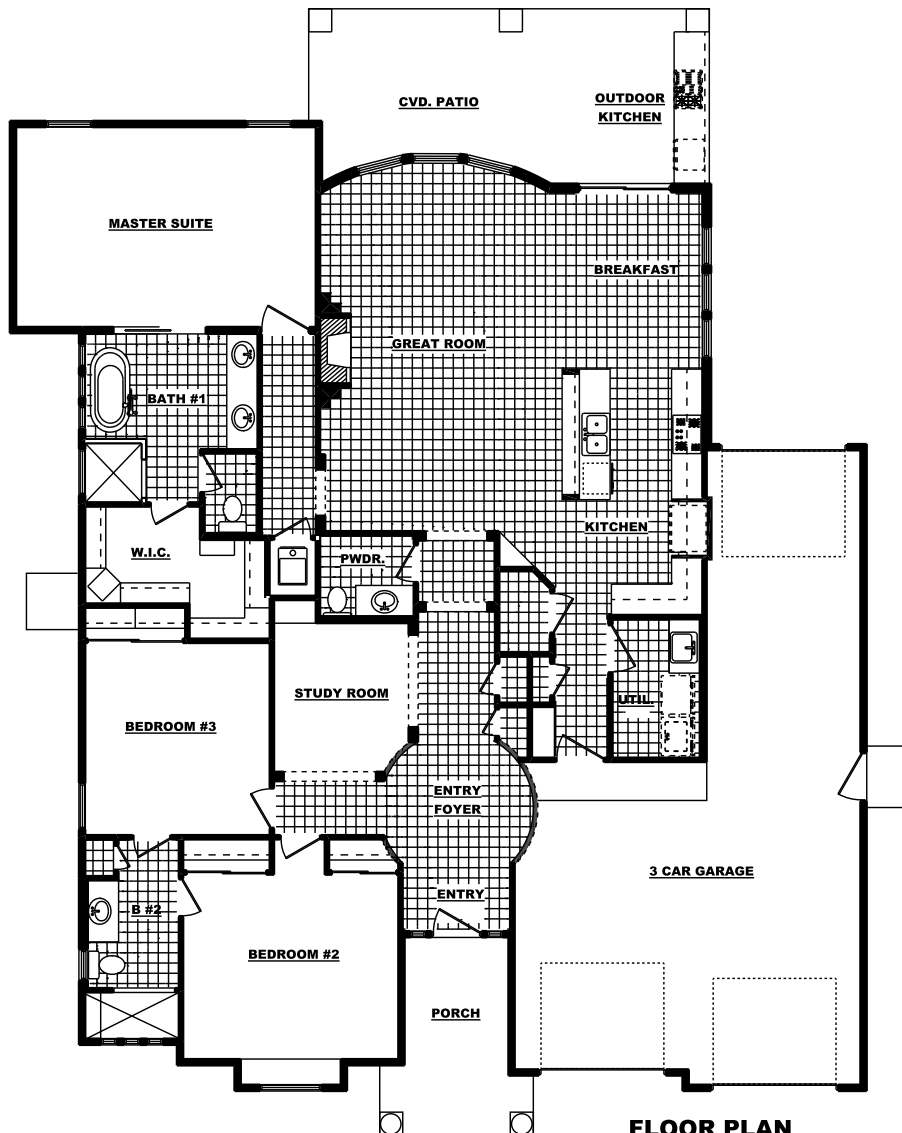 CVD. PATIO
OUTDOOR
KITCHEN
MASTER SUITE
BREAKFAST
GREAT ROOM
BATH #1
KITCHEN
W.I.C.
PWDR.
STUDY ROOM
UTIL.
BEDROOM #3
ENTRY
FOYER
3 CAR GARAGE
ENTRY
B #2
BEDROOM #2
PORCH
FLOOR PLAN